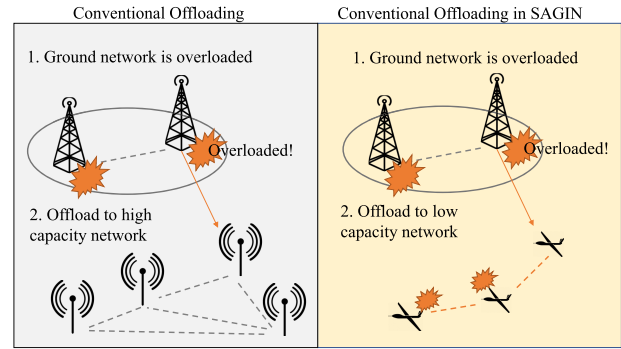 Conventional Offloading
1. Ground network is overloaded
Overloaded!
2. Offload to high
capacity network
Conventional Offloading in SAGIN
1. Ground network is overloaded
Overloaded!
2. Offload to low
capacity network